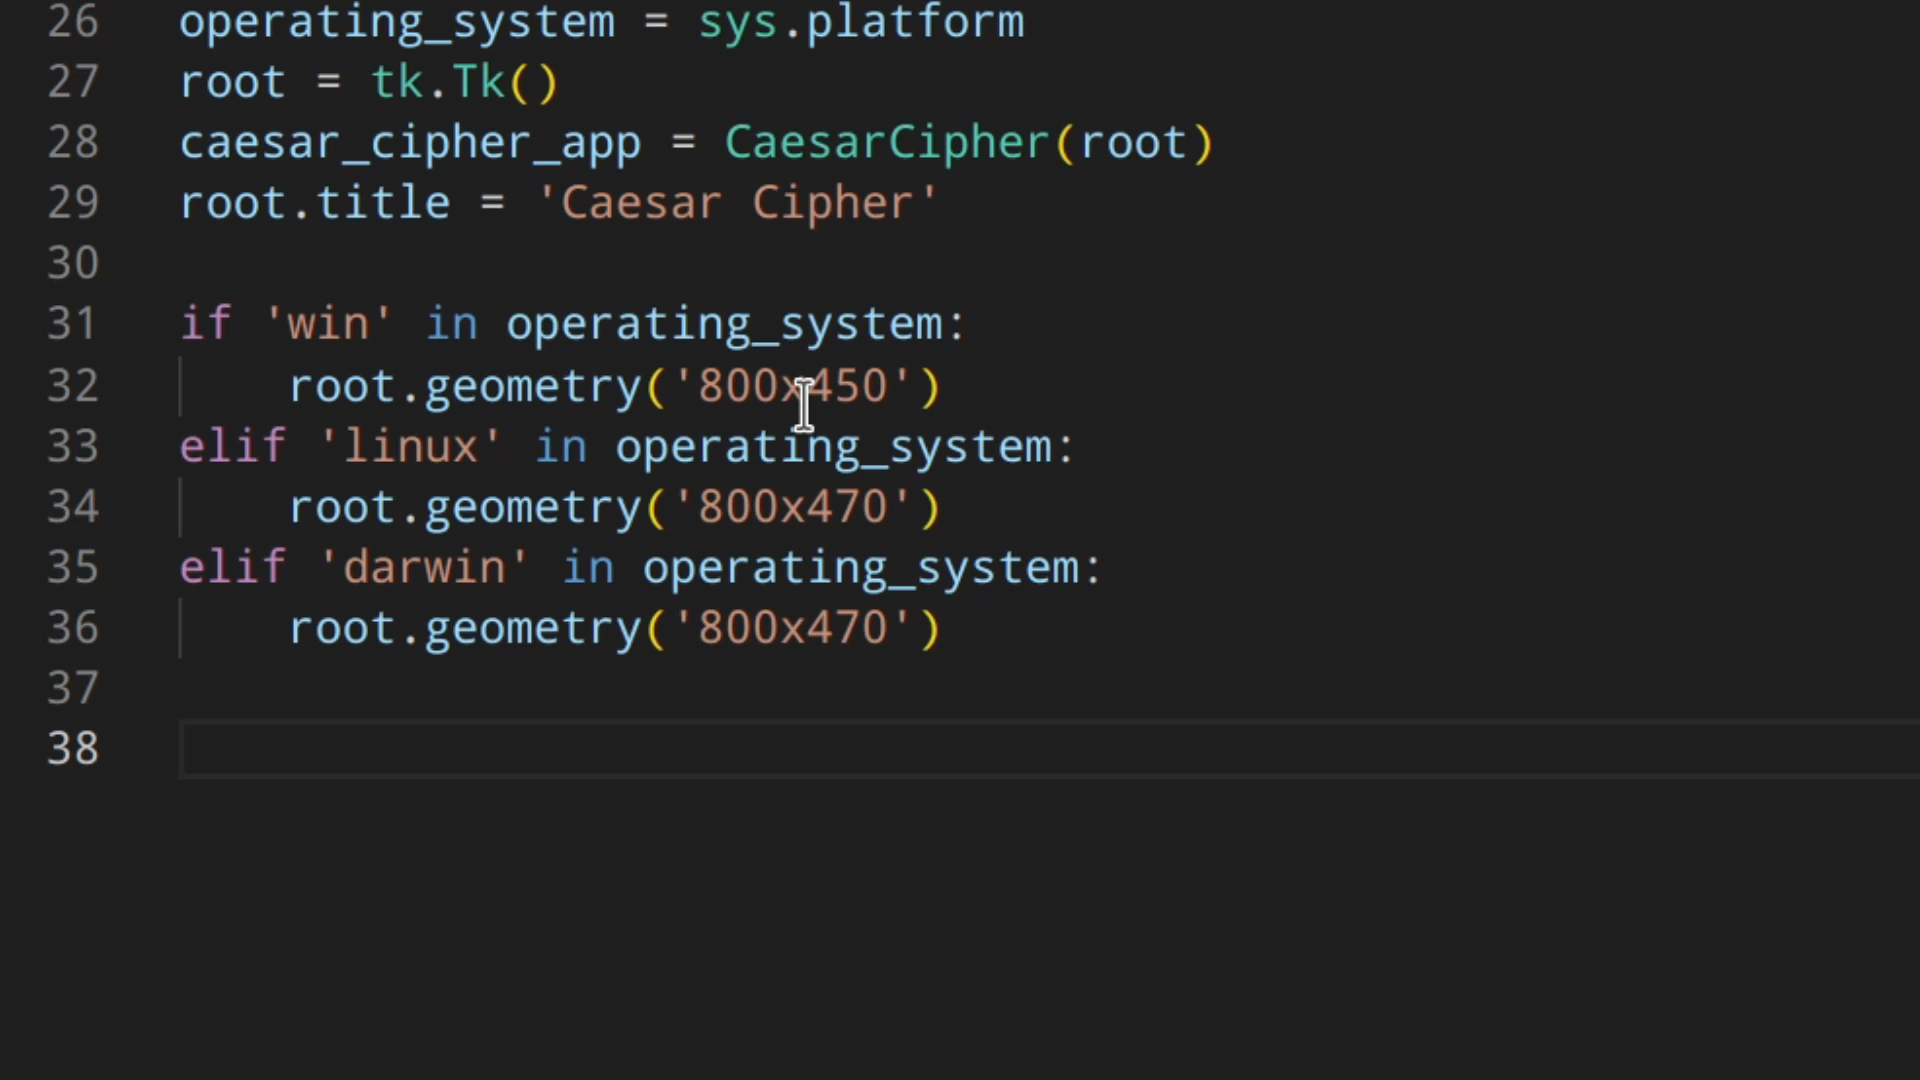 26 operating_system = sys.platform
27 root = tk.Tk()
28 caesar_cipher_app = CaesarCipher(root)
29 root.title = 'Caesar Cipher'
30
31 if 'win' in operating_system:
32     root.geometry('800x450')
33 elif 'linux' in operating_system:
34     root.geometry('800x470')
35 elif 'darwin' in operating_system:
36     root.geometry('800x470')
37
38